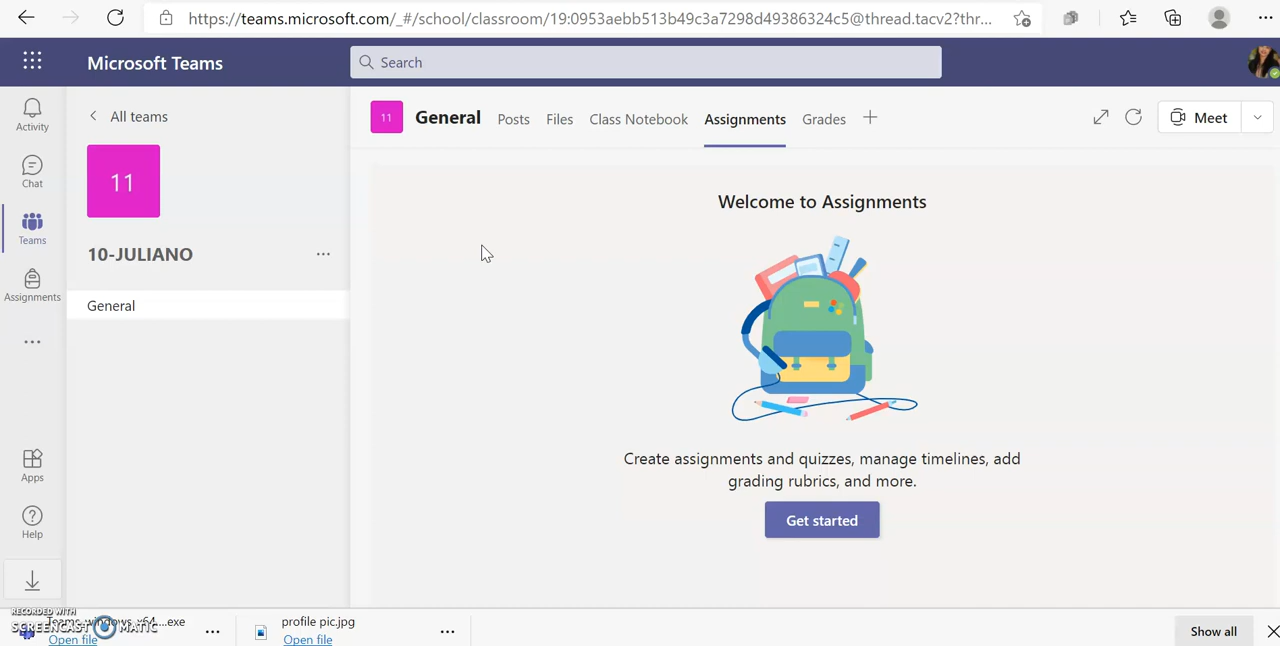 https://teams.microsoft.com/_#/school/classroom/19:0953aebb513b49c3a7298d49386324c5@thread.tacv2?thr...
Microsoft Teams
Search
Activity
Chat
Teams
Assignments
Apps
Help
All teams
11
10-JULIANO
General
11
General
Posts
Files
Class Notebook
Assignments
Grades
Meet
Welcome to Assignments
Create assignments and quizzes, manage timelines, add
grading rubrics, and more.
Get started
RECORDED WITH
SCREENCAST MATIC
Teams_windows_x64....exe
Open file
profile pic.jpg
Open file
Show all